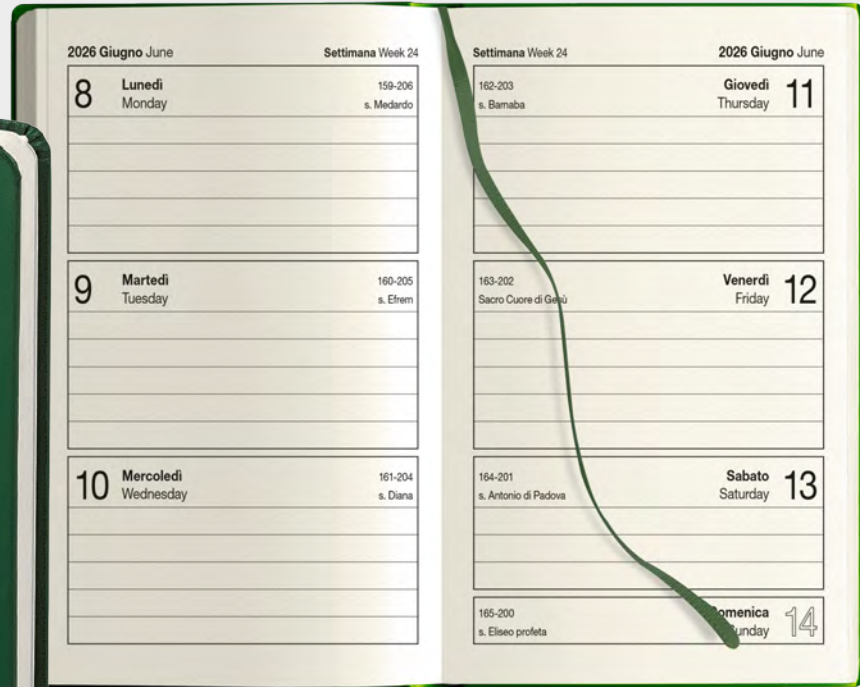 2026 Giugno June Settimana Week 24
8 Lunedì 159-206
Monday s. Medardo
9 Martedì 160-205
Tuesday s. Efrem
10 Mercoledì 161-204
Wednesday s. Diana
Settimana Week 24 2026 Giugno June
162-203 Giovedì 11
s. Barnaba Thursday
163-202 Venerdì 12
Sacro Cuore di Gesù Friday
164-201 Sabato 13
s. Antonio di Padova Saturday
165-200 Domenica 14
s. Eliseo profeta Sunday